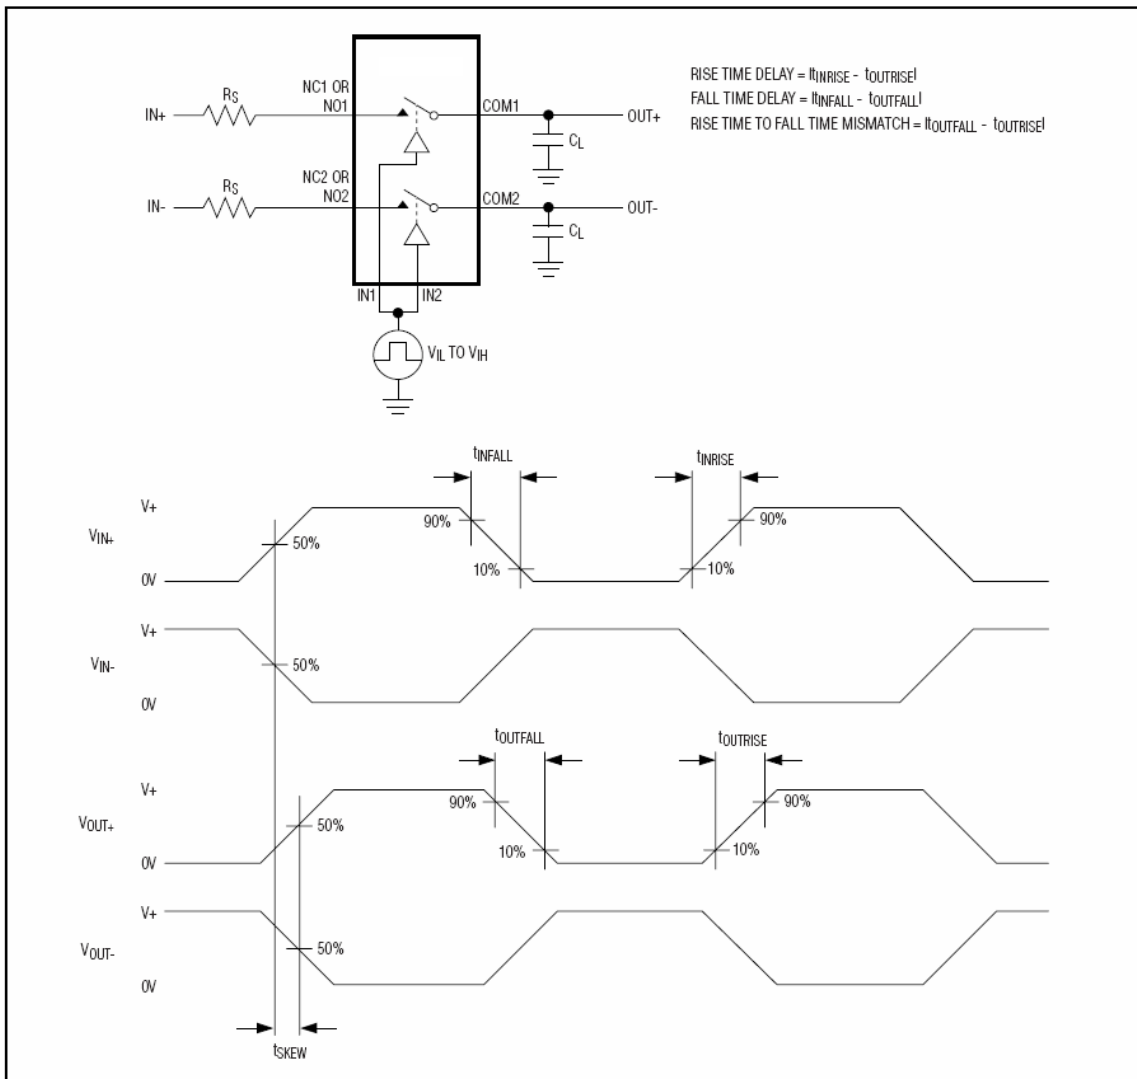 RISE TIME DELAY = |tINRISE - tOUTRISE|
FALL TIME DELAY = |tINFALL - tOUTFALL|
RISE TIME TO FALL TIME MISMATCH = |tOUTFALL - tOUTRISE|
NC1 OR
NO1
RS
IN+
COM1
OUT+
CL
NC2 OR
NO2
RS
IN-
COM2
OUT-
CL
IN1
IN2
VIL TO VIH
tINFALL
tINRISE
V+
VIN+
0V
50%
90%
10%
10%
90%
V+
VIN-
0V
50%
tOUTFALL
tOUTRISE
V+
VOUT+
0V
50%
90%
10%
10%
90%
V+
VOUT-
0V
50%
tSKEW